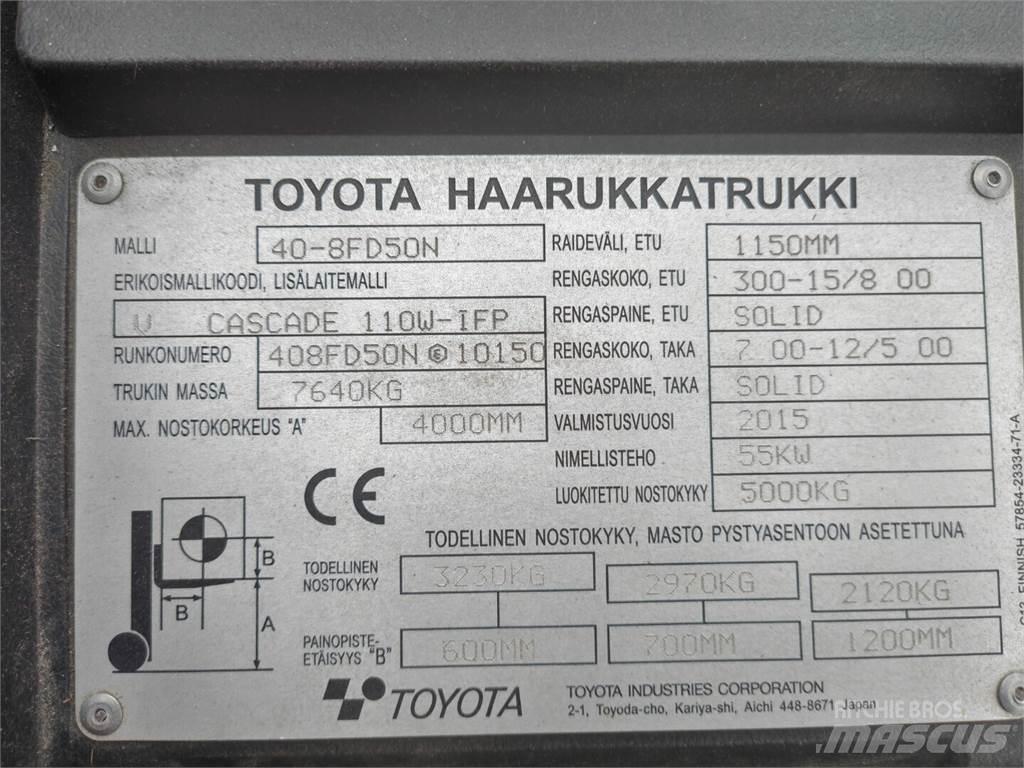 TOYOTA HAARUKKATRUKKI
MALLI 40-8FD50N
ERIKOISMALLIKOODI, LISÄLAITEMALLI
V CASCADE 110W-IFP
RUNKONUMERO 408FD50N E 10150
TRUKIN MASSA 7640KG
MAX. NOSTOKORKEUS "A" 4000MM
RAIDEVÄLI, ETU 1150MM
RENGASKOKO, ETU 300-15/8 00
RENGASPAINE, ETU SOLID
RENGASKOKO, TAKA 7 00-12/5 00
RENGASPAINE, TAKA SOLID
VALMISTUSVUOSI 2015
NIMELLISTEHO 55KW
LUOKITETTU NOSTOKYKY 5000KG
CE
B
B
A
TODELLINEN NOSTOKYKY, MASTO PYSTYASENTOON ASETETTUNA
TODELLINEN
NOSTOKYKY
3230KG 2970KG 2120KG
PAINOPISTE-
ETÄISYYS "B"
600MM 700MM 1200MM
TOYOTA
TOYOTA INDUSTRIES CORPORATION
2-1, Toyoda-cho, Kariya-shi, Aichi 448-8671 Japan
FINNISH 57854-23334-71-A
RITCHIE BROS.
MASCUS